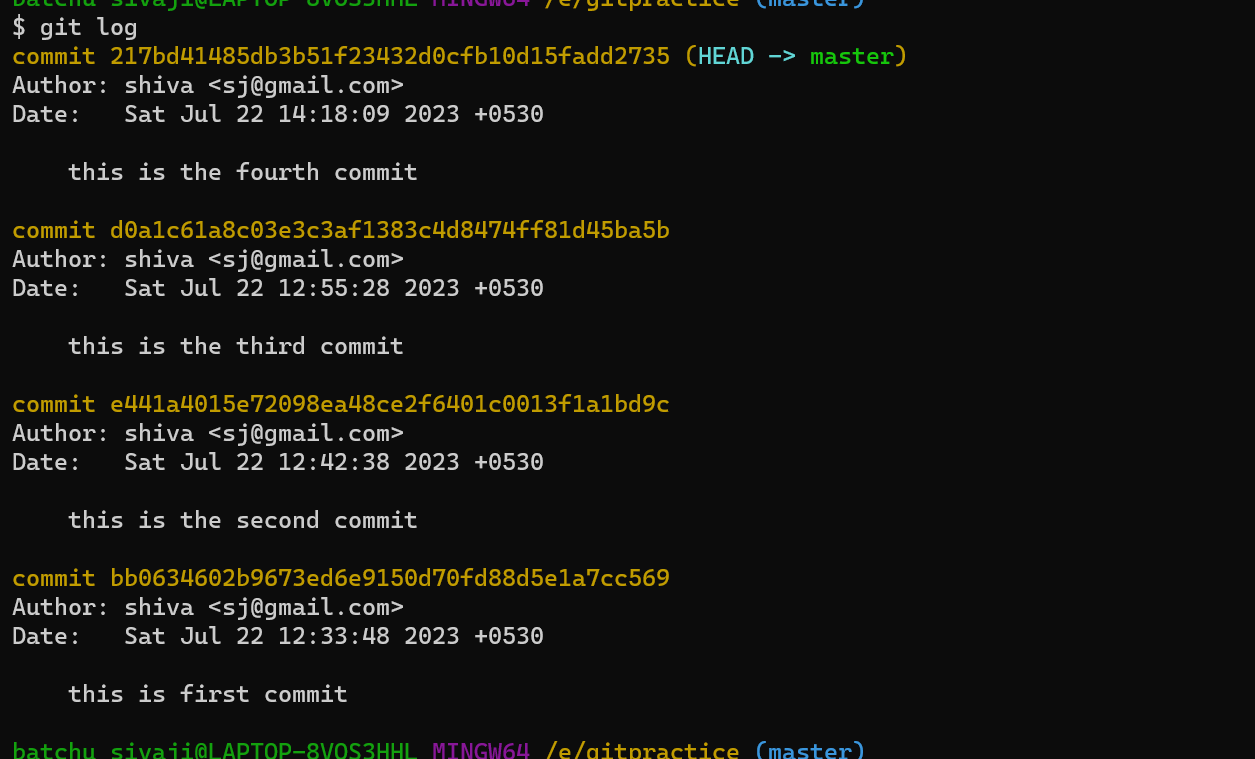 batchu sivaji@LAPTOP-8VOS3HHL MINGW64 /e/gitpractice (master)
$ git log
commit 217bd41485db3b51f23432d0cfb10d15fadd2735 (HEAD -> master)
Author: shiva <sj@gmail.com>
Date:   Sat Jul 22 14:18:09 2023 +0530
    this is the fourth commit
commit d0a1c61a8c03e3c3af1383c4d8474ff81d45ba5b
Author: shiva <sj@gmail.com>
Date:   Sat Jul 22 12:55:28 2023 +0530
    this is the third commit
commit e441a4015e72098ea48ce2f6401c0013f1a1bd9c
Author: shiva <sj@gmail.com>
Date:   Sat Jul 22 12:42:38 2023 +0530
    this is the second commit
commit bb0634602b9673ed6e9150d70fd88d5e1a7cc569
Author: shiva <sj@gmail.com>
Date:   Sat Jul 22 12:33:48 2023 +0530
    this is first commit
batchu sivaji@LAPTOP-8VOS3HHL MINGW64 /e/gitpractice (master)